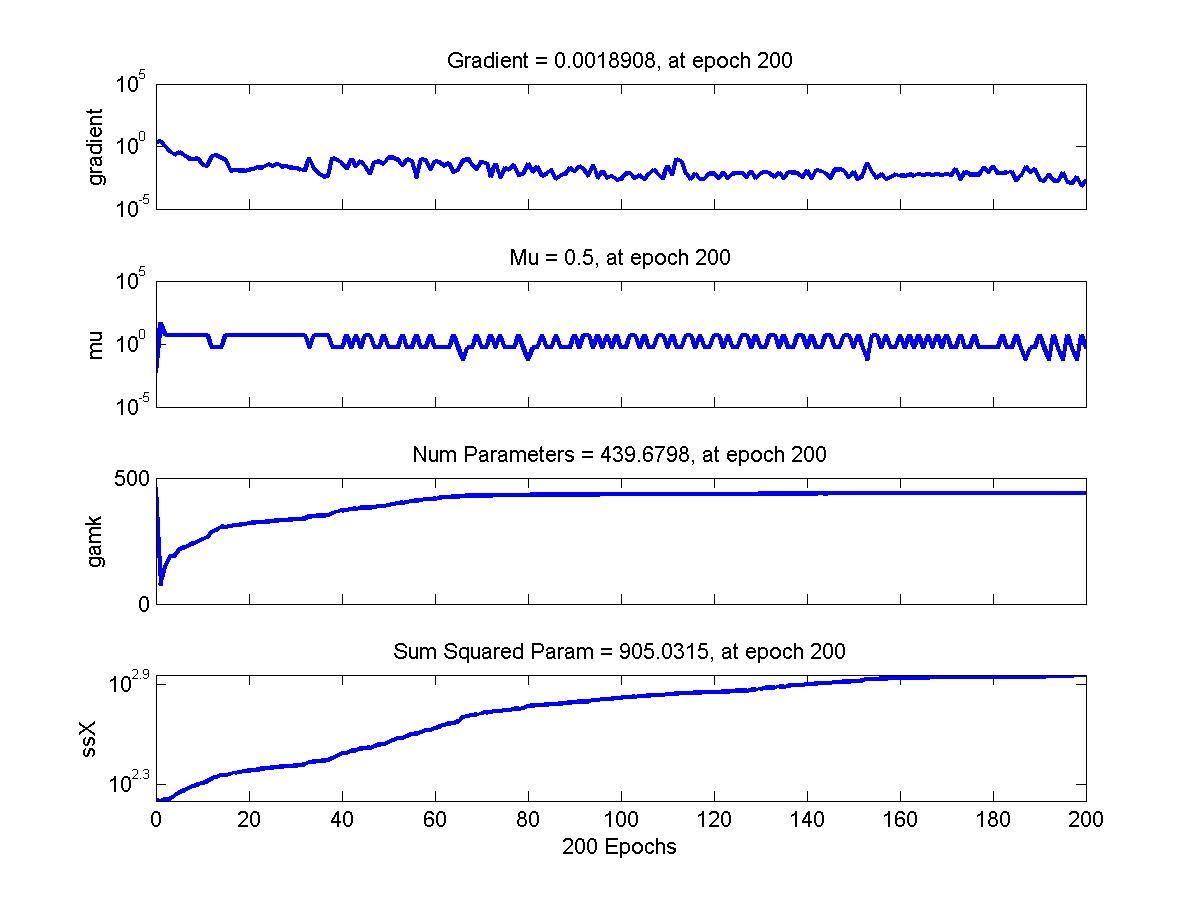 Gradient = 0.0018908, at epoch 200
10^5
10^0
10^-5
gradient
Mu = 0.5, at epoch 200
10^5
10^0
10^-5
mu
Num Parameters = 439.6798, at epoch 200
500
0
gamk
Sum Squared Param = 905.0315, at epoch 200
10^2.9
10^2.3
ssX
0 20 40 60 80 100 120 140 160 180 200
200 Epochs